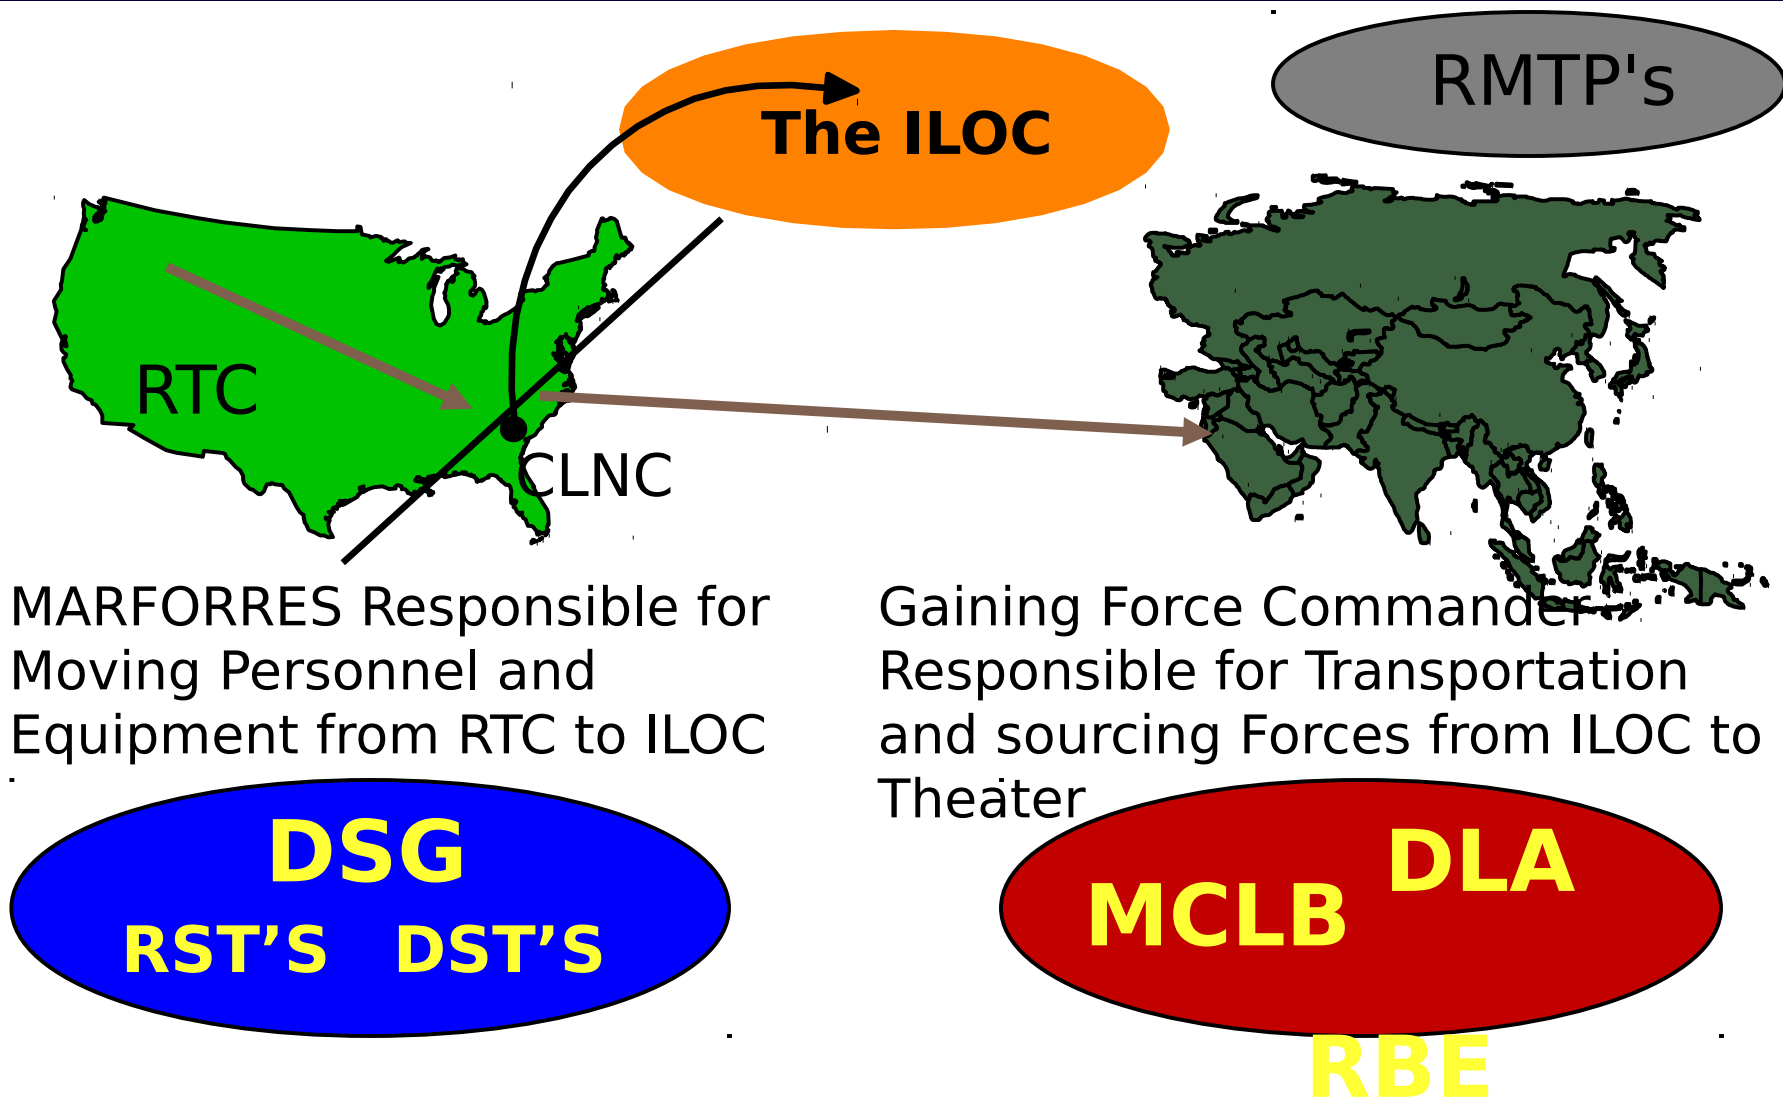 RMTP's
The ILOC
RTC
CLNC
MARFORRES Responsible for
Moving Personnel and
Equipment from RTC to ILOC
Gaining Force Commander
Responsible for Transportation
and sourcing Forces from ILOC to
Theater
DSG
RST’S DST’S
DLA
MCLB
RBE